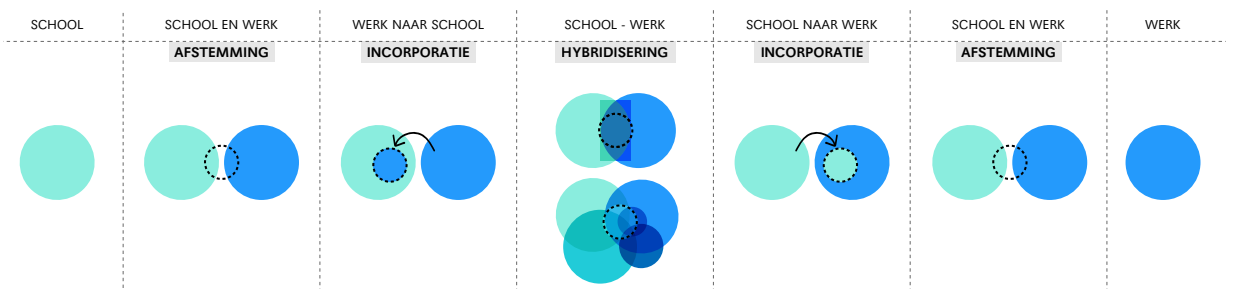 SCHOOL
SCHOOL EN WERK
WERK NAAR SCHOOL
SCHOOL - WERK
SCHOOL NAAR WERK
SCHOOL EN WERK
WERK
AFSTEMMING
INCORPORATIE
HYBRIDISERING
INCORPORATIE
AFSTEMMING